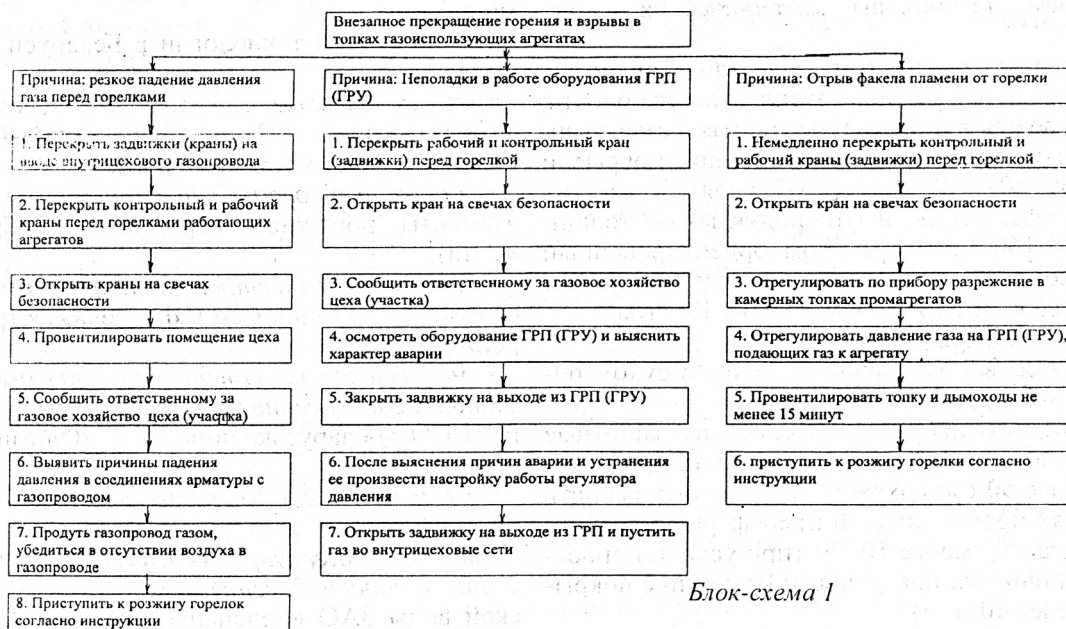 Внезапное прекращение горения и взрывы в
топках газоиспользующих агрегатах
Причина: резкое падение давления
газа перед горелками
1. Перекрыть задвижки (краны) на
вводе внутрицехового газопровода
2. Перекрыть контрольный и рабочий
краны перед горелками работающих
агрегатов
3. Открыть краны на свечах
безопасности
4. Провентилировать помещение цеха
5. Сообщить ответственному за
газовое хозяйство цеха (участка)
6. Выявить причины падения
давления в соединениях арматуры с
газопроводом
7. Продуть газопровод газом,
убедиться в отсутствии воздуха в
газопроводе
8. Приступить к розжигу горелок
согласно инструкции
Причина: Неполадки в работе оборудования ГРП
(ГРУ)
1. Перекрыть рабочий и контрольный кран
(задвижки) перед горелкой
2. Открыть кран на свечах безопасности
3. Сообщить ответственному за газовое хозяйство
цеха (участка)
4. осмотреть оборудование ГРП (ГРУ) и выяснить
характер аварии
5. Закрыть задвижку на выходе из ГРП (ГРУ)
6. После выяснения причин аварии и устранения
ее произвести настройку работы регулятора
давления
7. Открыть задвижку на выходе из ГРП и пустить
газ во внутрицеховые сети
Причина: Отрыв факела пламени от горелки
1. Немедленно перекрыть контрольный и
рабочий краны (задвижки) перед горелкой
2. Открыть кран на свечах безопасности
3. Отрегулировать по прибору разрежение в
камерных топках промагрегатов
4. Отрегулировать давление газа на ГРП (ГРУ),
подающих газ к агрегату
5. Провентилировать топку и дымоходы не
менее 15 минут
6. приступить к розжигу горелки согласно
инструкции
Блок-схема 1